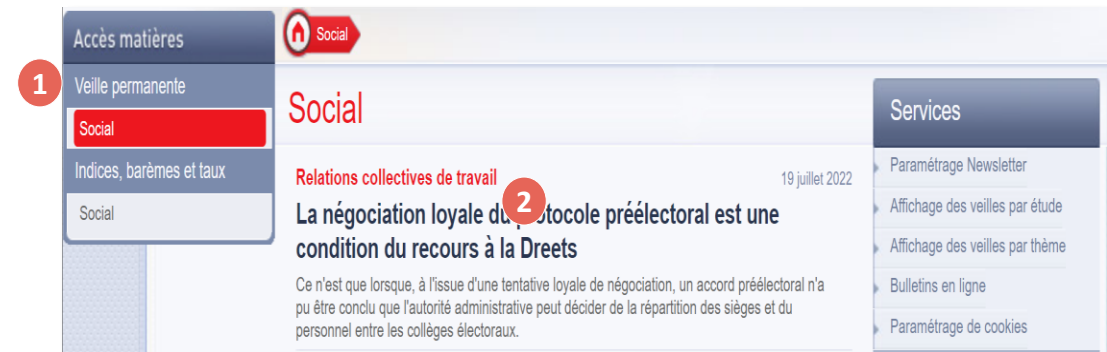 Accès matières
1
Veille permanente
Social
Indices, barèmes et taux
Social
Social
Social
Relations collectives de travail
19 juillet 2022
2
La négociation loyale du protocole préélectoral est une
condition du recours à la Dreets
Ce n'est que lorsque, à l'issue d'une tentative loyale de négociation, un accord préélectoral n'a
pu être conclu que l'autorité administrative peut décider de la répartition des sièges et du
personnel entre les collèges électoraux.
Services
Paramétrage Newsletter
Affichage des veilles par étude
Affichage des veilles par thème
Bulletins en ligne
Paramétrage de cookies